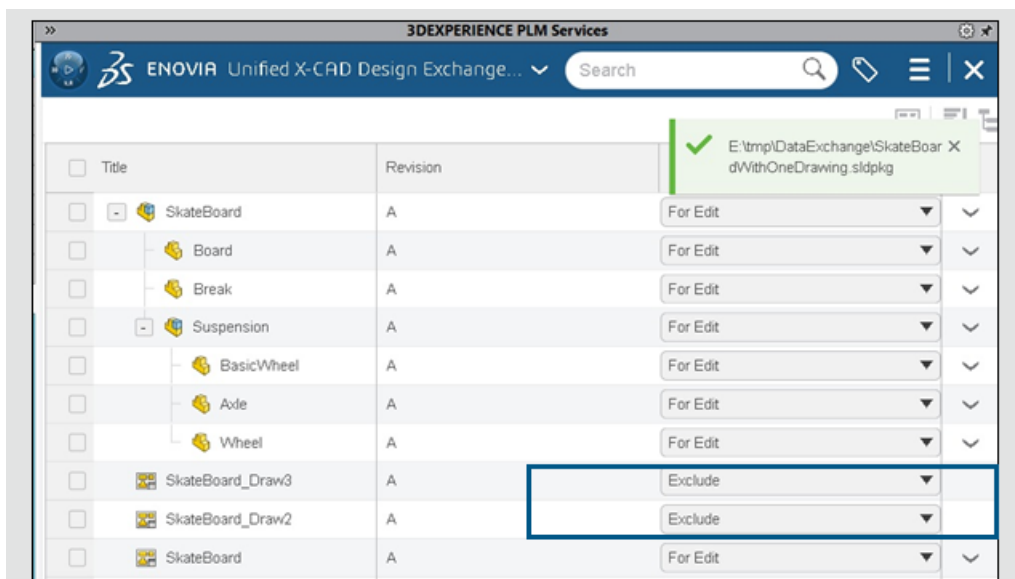 3DEXPERIENCE PLM Services
ENOVIA Unified X-CAD Design Exchange... Search
E:\tmp\DataExchange\SkateBoar
dWithOneDrawing.sldpkg
Title Revision
SkateBoard A For Edit
Board A For Edit
Break A For Edit
Suspension A For Edit
BasicWheel A For Edit
Axle A For Edit
Wheel A For Edit
SkateBoard_Draw3 A Exclude
SkateBoard_Draw2 A Exclude
SkateBoard A For Edit